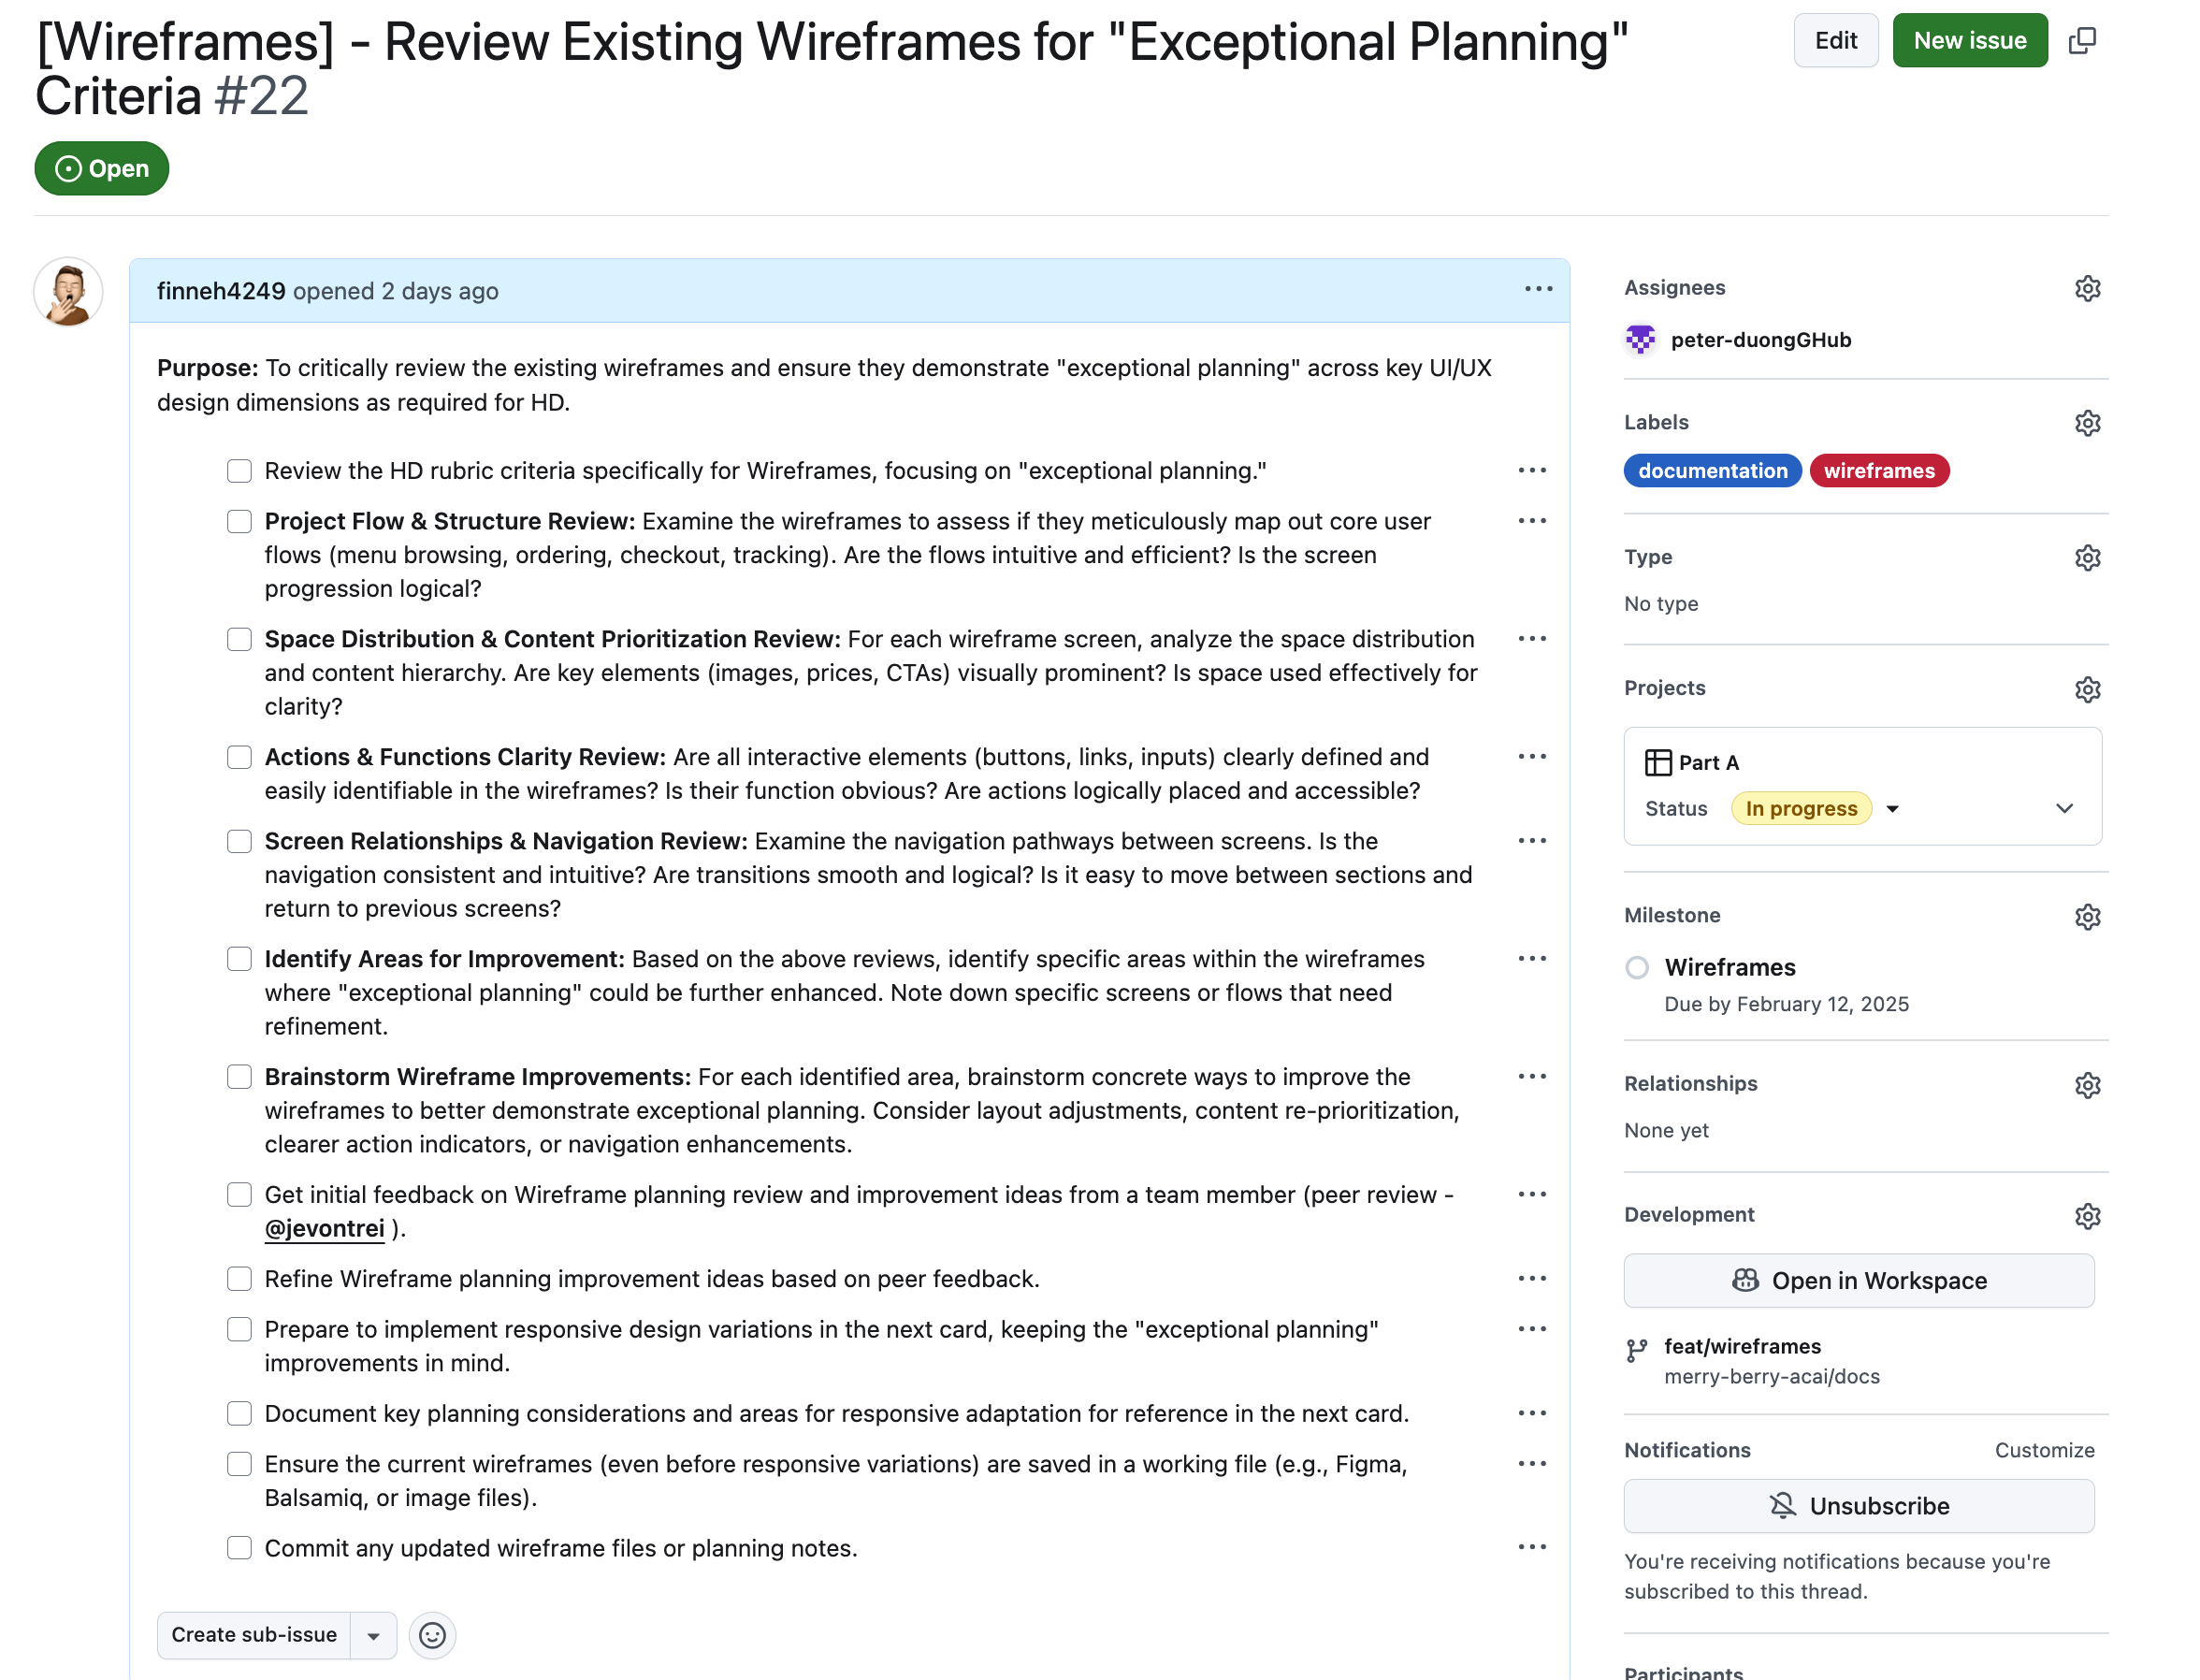 [Wireframes] - Review Existing Wireframes for "Exceptional Planning"
Criteria #22
Edit
New issue
Open
finneh4249 opened 2 days ago
Purpose: To critically review the existing wireframes and ensure they demonstrate "exceptional planning" across key UI/UX
design dimensions as required for HD.
Review the HD rubric criteria specifically for Wireframes, focusing on "exceptional planning."
Project Flow & Structure Review: Examine the wireframes to assess if they meticulously map out core user
flows (menu browsing, ordering, checkout, tracking). Are the flows intuitive and efficient? Is the screen
progression logical?
Space Distribution & Content Prioritization Review: For each wireframe screen, analyze the space distribution
and content hierarchy. Are key elements (images, prices, CTAs) visually prominent? Is space used effectively for
clarity?
Actions & Functions Clarity Review: Are all interactive elements (buttons, links, inputs) clearly defined and
easily identifiable in the wireframes? Is their function obvious? Are actions logically placed and accessible?
Screen Relationships & Navigation Review: Examine the navigation pathways between screens. Is the
navigation consistent and intuitive? Are transitions smooth and logical? Is it easy to move between sections and
return to previous screens?
Identify Areas for Improvement: Based on the above reviews, identify specific areas within the wireframes
where "exceptional planning" could be further enhanced. Note down specific screens or flows that need
refinement.
Brainstorm Wireframe Improvements: For each identified area, brainstorm concrete ways to improve the
wireframes to better demonstrate exceptional planning. Consider layout adjustments, content re-prioritization,
clearer action indicators, or navigation enhancements.
Get initial feedback on Wireframe planning review and improvement ideas from a team member (peer review -
@jevontrei ).
Refine Wireframe planning improvement ideas based on peer feedback.
Prepare to implement responsive design variations in the next card, keeping the "exceptional planning"
improvements in mind.
Document key planning considerations and areas for responsive adaptation for reference in the next card.
Ensure the current wireframes (even before responsive variations) are saved in a working file (e.g., Figma,
Balsamiq, or image files).
Commit any updated wireframe files or planning notes.
Create sub-issue
Assignees
peter-duongGHub
Labels
documentation wireframes
Type
No type
Projects
Part A
Status In progress
Milestone
Wireframes
Due by February 12, 2025
Relationships
None yet
Development
Open in Workspace
feat/wireframes
merry-berry-acai/docs
Notifications Customize
Unsubscribe
You're receiving notifications because you're
subscribed to this thread.
Participants